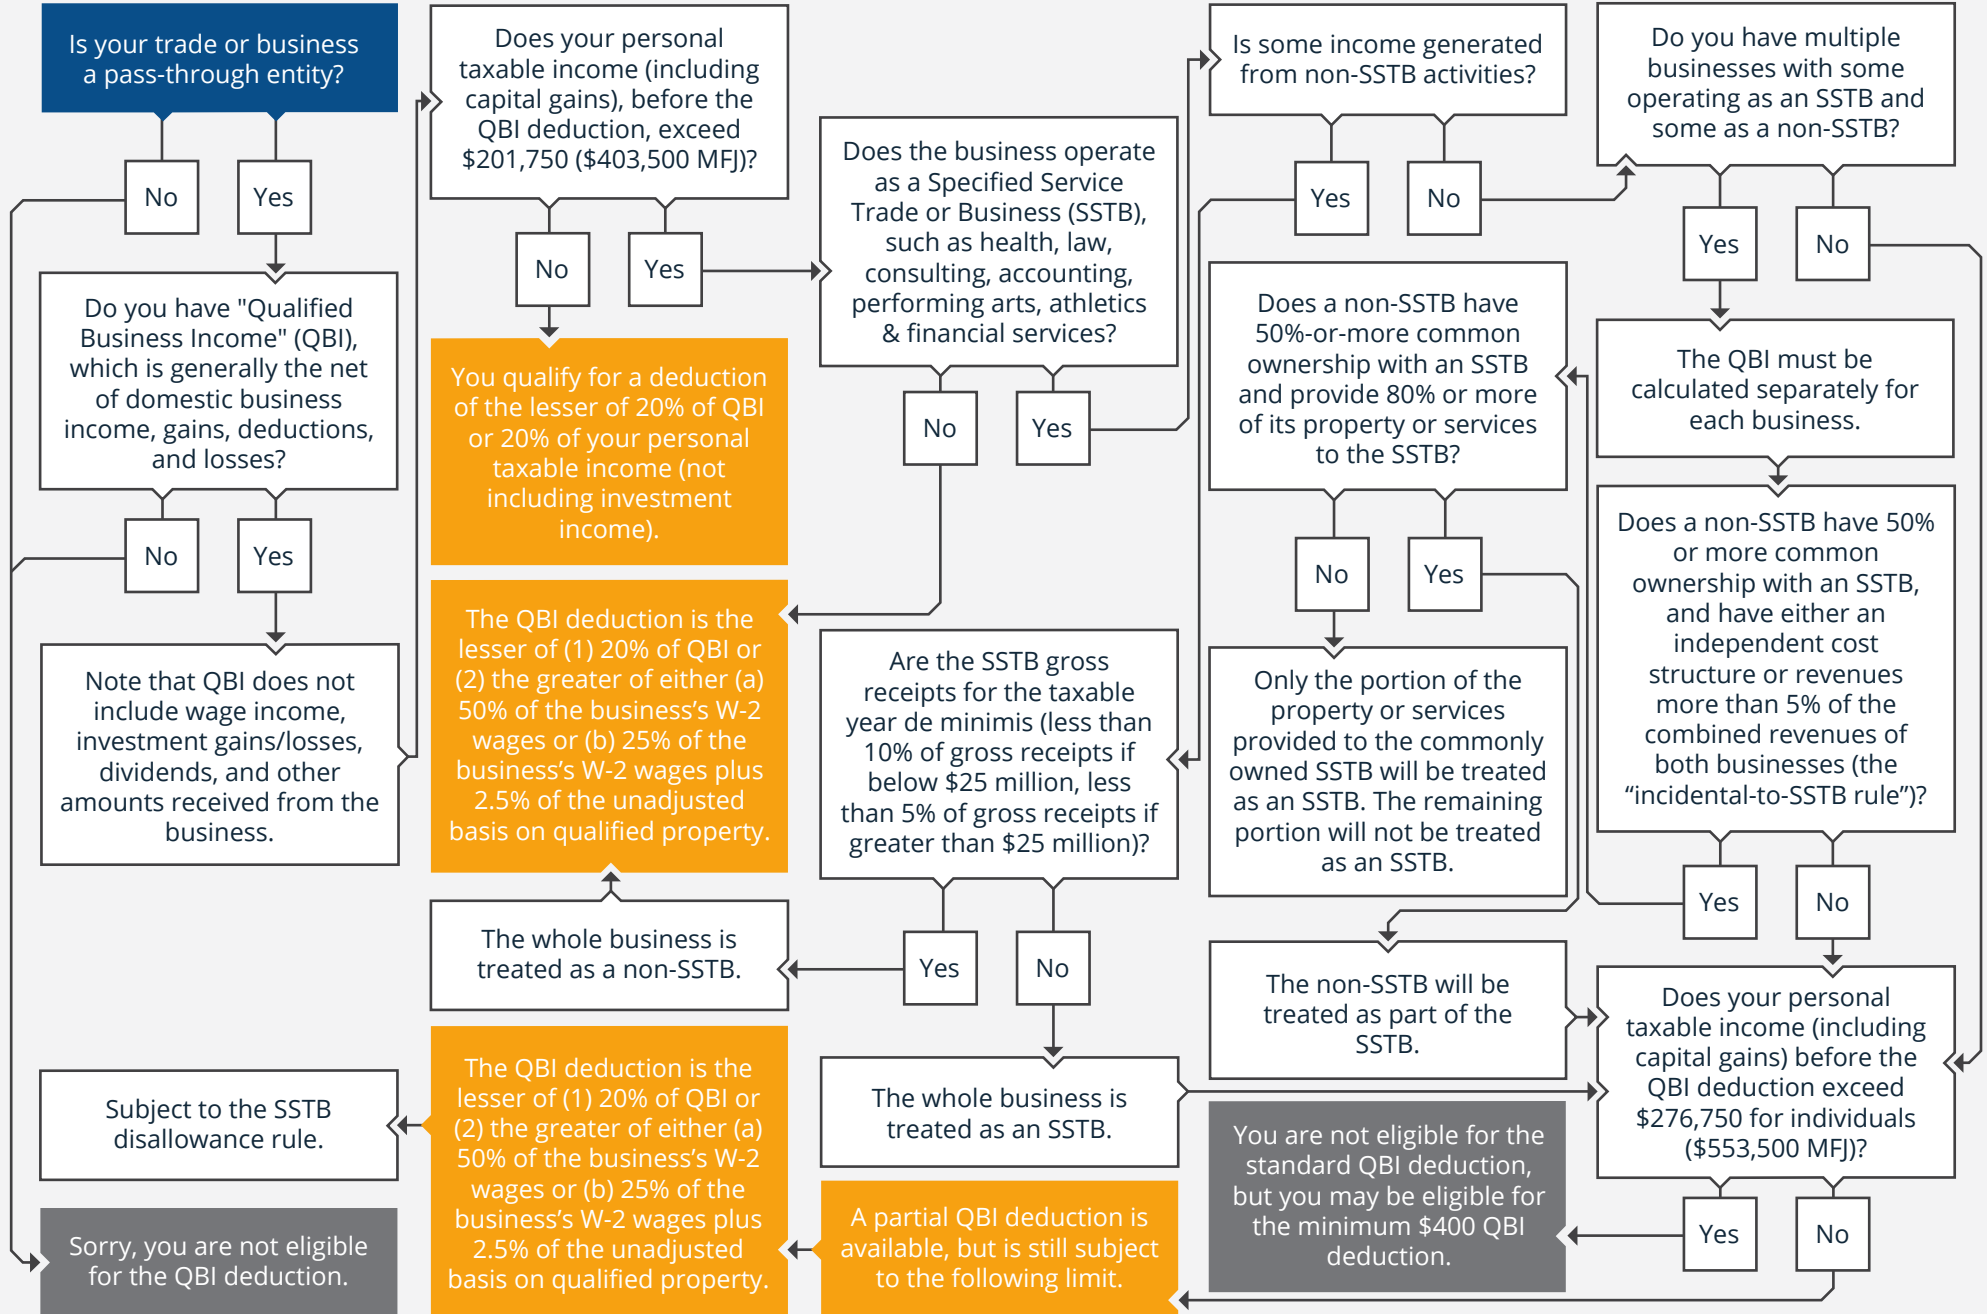 Is your trade or business
a pass-through entity?
No
Yes
Do you have "Qualified
Business Income" (QBI),
which is generally the net
of domestic business
income, gains, deductions,
and losses?
No
Yes
Note that QBI does not
include wage income,
investment gains/losses,
dividends, and other
amounts received from the
business.
Subject to the SSTB
disallowance rule.
Sorry, you are not eligible
for the QBI deduction.
Does your personal
taxable income (including
capital gains), before the
QBI deduction, exceed
$201,750 ($403,500 MFJ)?
No
Yes
You qualify for a deduction
of the lesser of 20% of QBI
or 20% of your personal
taxable income (not
including investment
income).
The QBI deduction is the
lesser of (1) 20% of QBI or
(2) the greater of either (a)
50% of the business’s W-2
wages or (b) 25% of the
business’s W-2 wages plus
2.5% of the unadjusted
basis on qualified property.
The whole business is
treated as a non-SSTB.
The QBI deduction is the
lesser of (1) 20% of QBI or
(2) the greater of either (a)
50% of the business’s W-2
wages or (b) 25% of the
business’s W-2 wages plus
2.5% of the unadjusted
basis on qualified property.
Does the business operate
as a Specified Service
Trade or Business (SSTB),
such as health, law,
consulting, accounting,
performing arts, athletics
& financial services?
No
Yes
Are the SSTB gross
receipts for the taxable
year de minimis (less than
10% of gross receipts if
below $25 million, less
than 5% of gross receipts if
greater than $25 million)?
Yes
No
The whole business is
treated as an SSTB.
A partial QBI deduction is
available, but is still subject
to the following limit.
Is some income generated
from non-SSTB activities?
Yes
No
Does a non-SSTB have
50%-or-more common
ownership with an SSTB
and provide 80% or more
of its property or services
to the SSTB?
No
Yes
Only the portion of the
property or services
provided to the commonly
owned SSTB will be treated
as an SSTB. The remaining
portion will not be treated
as an SSTB.
The non-SSTB will be
treated as part of the
SSTB.
You are not eligible for the
standard QBI deduction,
but you may be eligible for
the minimum $400 QBI
deduction.
Do you have multiple
businesses with some
operating as an SSTB and
some as a non-SSTB?
Yes
No
The QBI must be
calculated separately for
each business.
Does a non-SSTB have 50%
or more common
ownership with an SSTB,
and have either an
independent cost
structure or revenues
more than 5% of the
combined revenues of
both businesses (the
“incidental-to-SSTB rule”)?
Yes
No
Does your personal
taxable income (including
capital gains) before the
QBI deduction exceed
$276,750 for individuals
($553,500 MFJ)?
Yes
No